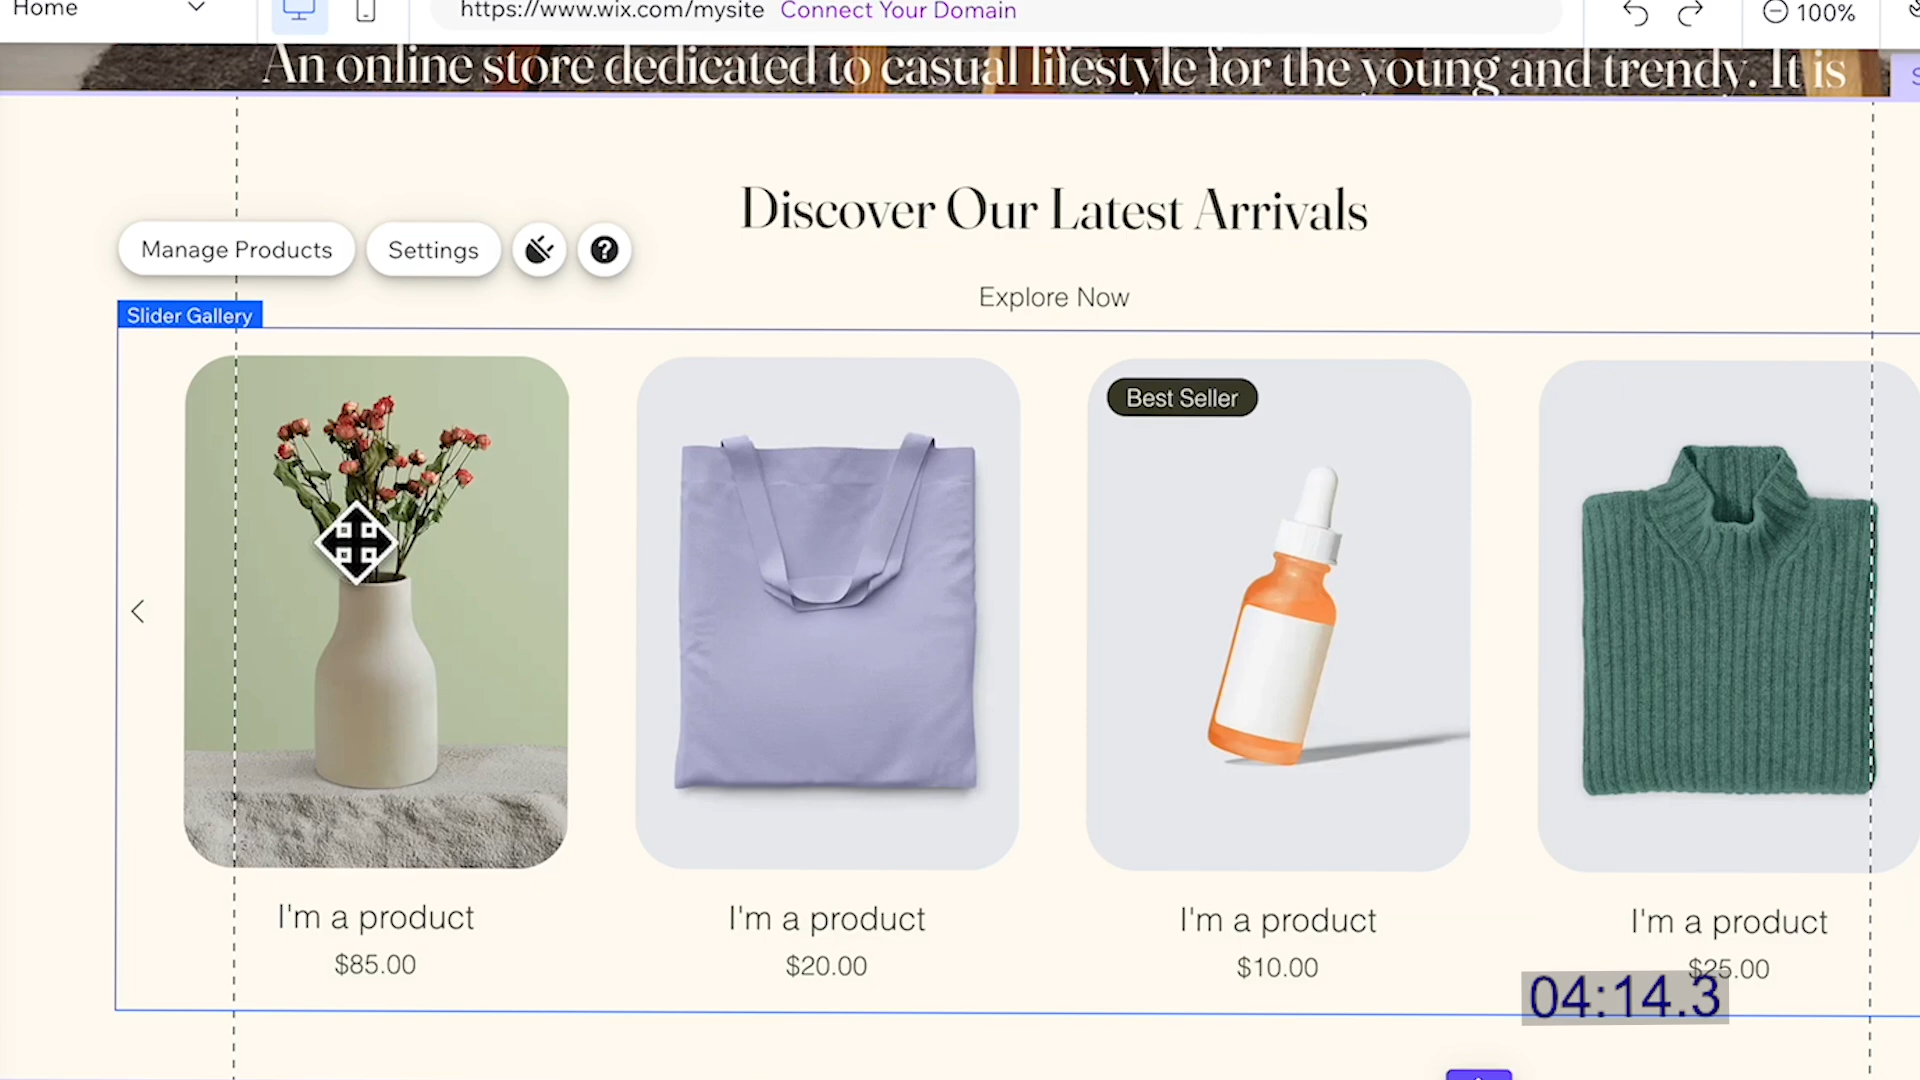 Home
https://www.wix.com/mysite Connect Your Domain
100%
An online store dedicated to casual lifestyle for the young and trendy. It is
Discover Our Latest Arrivals
Manage Products
Settings
?
Explore Now
Slider Gallery
Best Seller
I'm a product
$85.00
I'm a product
$20.00
I'm a product
$10.00
I'm a product
$25.00
04:14.3